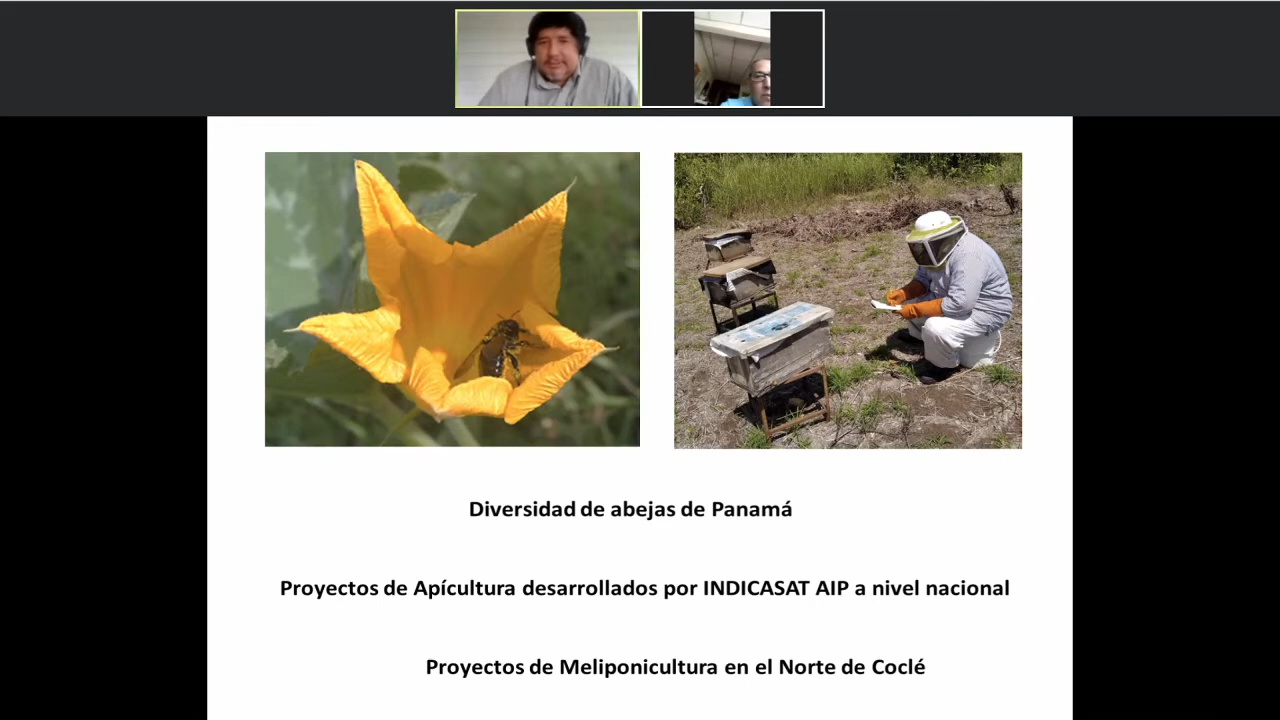 Diversidad de abejas de Panamá
Proyectos de Apícultura desarrollados por INDICASAT AIP a nivel nacional
Proyectos de Meliponicultura en el Norte de Coclé